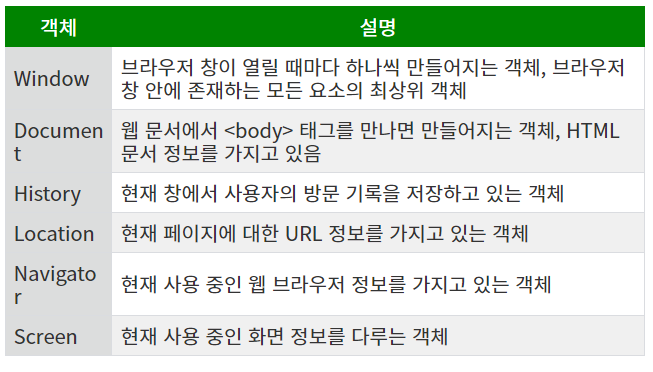 객체 설명
Window 브라우저 창이 열릴 때마다 하나씩 만들어지는 객체, 브라우저
창 안에 존재하는 모든 요소의 최상위 객체
Documen 웹 문서에서 <body> 태그를 만나면 만들어지는 객체, HTML
t 문서 정보를 가지고 있음
History 현재 창에서 사용자의 방문 기록을 저장하고 있는 객체
Location 현재 페이지에 대한 URL 정보를 가지고 있는 객체
Navigato
r 현재 사용 중인 웹 브라우저 정보를 가지고 있는 객체
Screen 현재 사용 중인 화면 정보를 다루는 객체